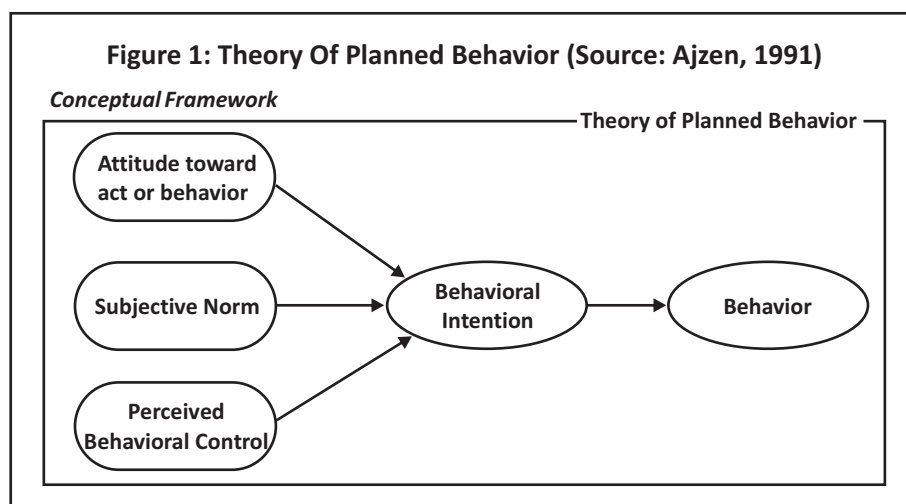 Figure 1: Theory Of Planned Behavior (Source: Ajzen, 1991)
Conceptual Framework
Theory of Planned Behavior
Attitude toward
act or behavior
Subjective Norm
Behavioral
Intention
Behavior
Perceived
Behavioral Control